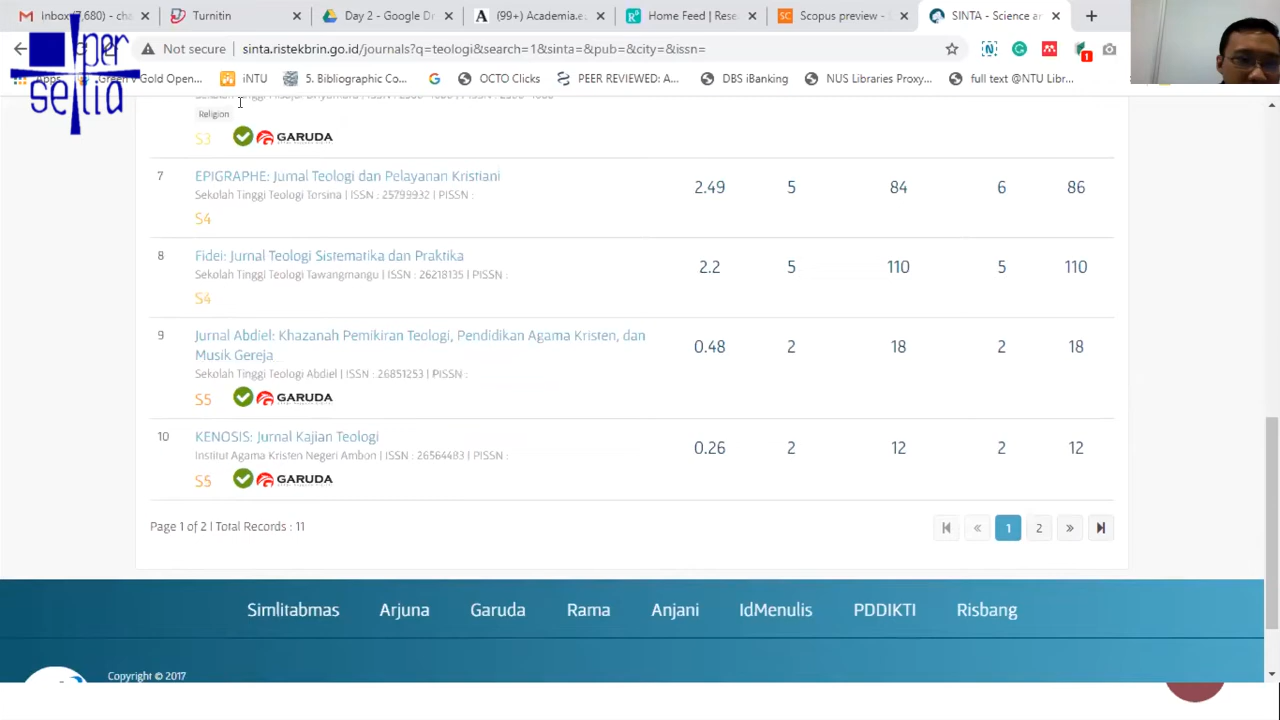 inbox (7,680) - cha
Turnitin
Day 2 - Google Dr
(99+) Academia.e
Home Feed | Rese
Scopus preview - S
SINTA - Science ar
Not secure
sinta.ristekbrin.go.id/journals?q=teologi&search=1&sinta=&pub=&city=&issn=
per
setia
Gold Open...
iNTU
5. Bibliographic Co...
OCTO Clicks
PEER REVIEWED: A...
DBS iBanking
NUS Libraries Proxy...
full text @NTU Libr...
Religion
S3 GARUDA
7 EPIGRAPHE: Jurnal Teologi dan Pelayanan Kristiani 2.49 5 84 6 86
Sekolah Tinggi Teologi Torsina | ISSN : 25799932 | PISSN :
S4
8 Fidei: Jurnal Teologi Sistematika dan Praktika 2.2 5 110 5 110
Sekolah Tinggi Teologi Tawangmangu | ISSN : 26218135 | PISSN :
S4
9 Jurnal Abdiel: Khazanah Pemikiran Teologi, Pendidikan Agama Kristen, dan 0.48 2 18 2 18
Musik Gereja
Sekolah Tinggi Teologi Abdiel | ISSN : 26851253 | PISSN :
S5 GARUDA
10 KENOSIS: Jurnal Kajian Teologi 0.26 2 12 2 12
Institut Agama Kristen Negeri Ambon | ISSN : 26564483 | PISSN :
S5 GARUDA
Page 1 of 2 | Total Records : 11
1 2
Simlitabmas Arjuna Garuda Rama Anjani IdMenulis PDDIKTI Risbang
Copyright © 2017